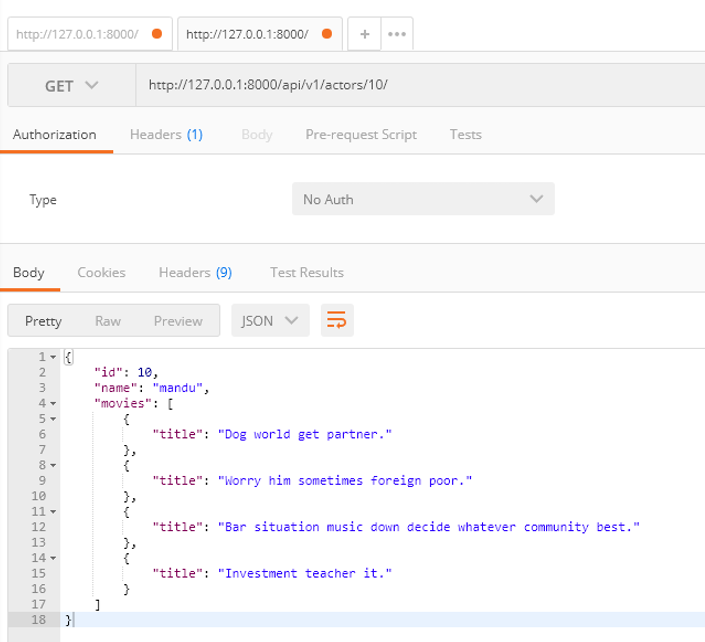 http://127.0.0.1:8000/ http://127.0.0.1:8000/ + •••
GET http://127.0.0.1:8000/api/v1/actors/10/
Authorization Headers (1) Body Pre-request Script Tests
Type No Auth
Body Cookies Headers (9) Test Results
Pretty Raw Preview JSON
1 {
2 "id": 10,
3 "name": "mandu",
4 "movies": [
5 {
6 "title": "Dog world get partner."
7 },
8 {
9 "title": "Worry him sometimes foreign poor."
10 },
11 {
12 "title": "Bar situation music down decide whatever community best."
13 },
14 {
15 "title": "Investment teacher it."
16 }
17 ]
18 }